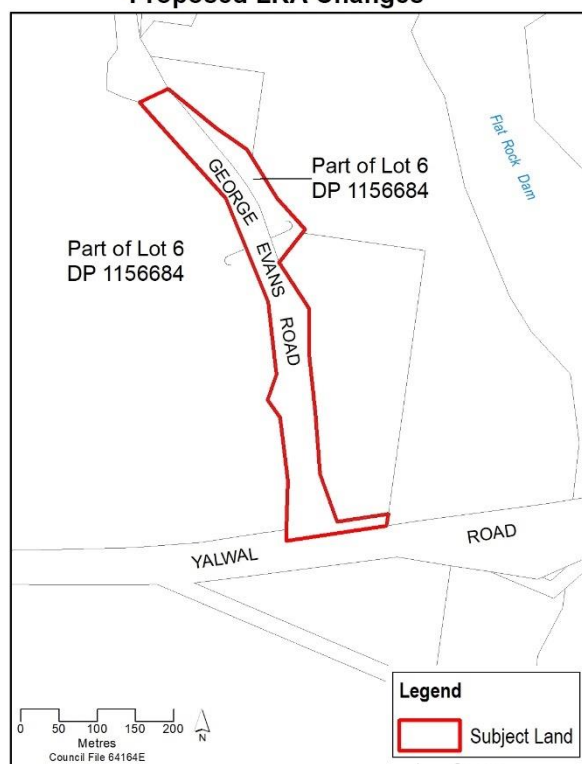 Proposed LRA Changes
Flat Rock Dam
Part of Lot 6
DP 1156684
GEORGE EVANS ROAD
Part of Lot 6
DP 1156684
YALWAL ROAD
Legend
Subject Land
0 50 100 150 200
Metres
Council File 64164E
N